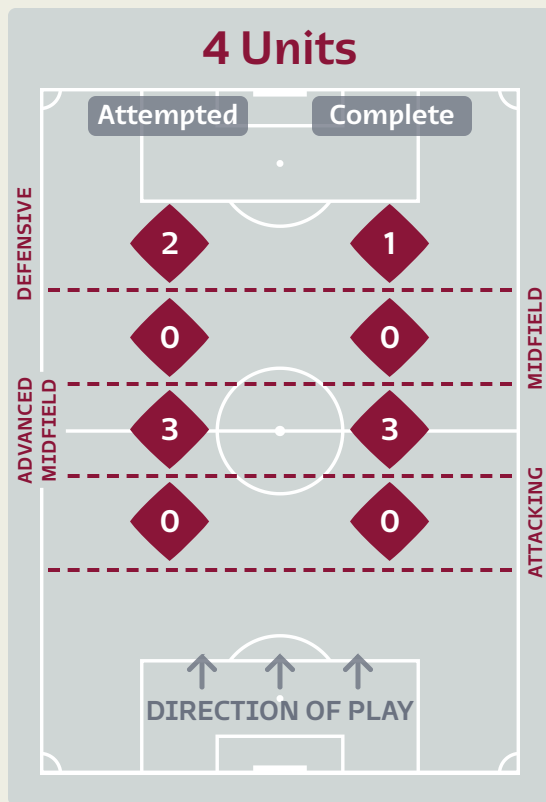 4 Units
Attempted Complete
DEFENSIVE
2 1
0 0
MIDFIELD
ADVANCED
MIDFIELD
3 3
0 0
ATTACKING
DIRECTION OF PLAY